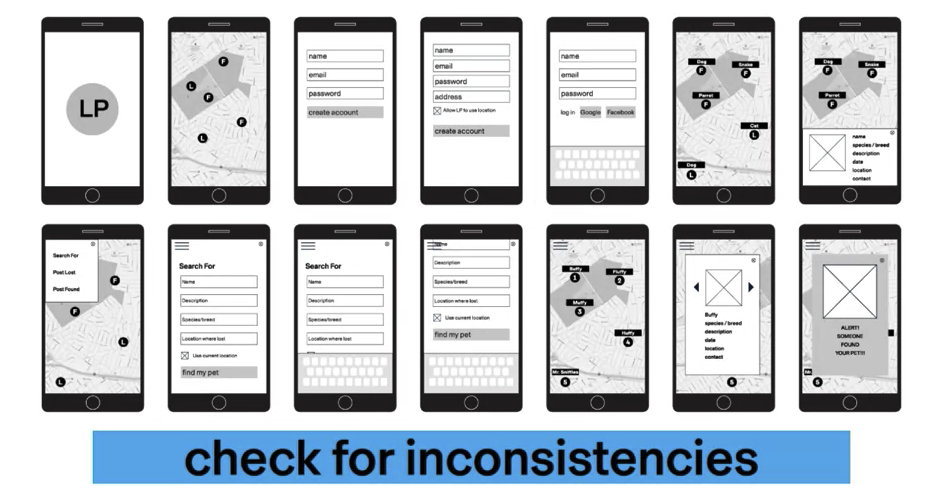 LP
F
L
F
F
L
name
email
password
create account
name
email
password
address
Allow LP to use location
create account
name
email
password
log in Google Facebook
Dog
F
Snake
F
Parrot
F
Cat
L
Dog
L
Dog
F
Snake
F
Parrot
F
name
species / breed
description
date
location
contact
Search For
Post Lost
Post Found
F
F
L
L
Search For
Name
Description
Species/breed
Location where lost
Use current location
find my pet
Search For
Name
Description
Species/breed
Location where lost
Name
Description
Species/breed
Location where lost
Use current location
find my pet
Buffy
1
Fluffy
2
Muffy
3
Huffy
4
Mr. Sniffles
5
Buffy
species / breed
description
date
location
contact
5
ALERT!
SOMEONE
FOUND
YOUR PET!!!
Mr.
5
check for inconsistencies